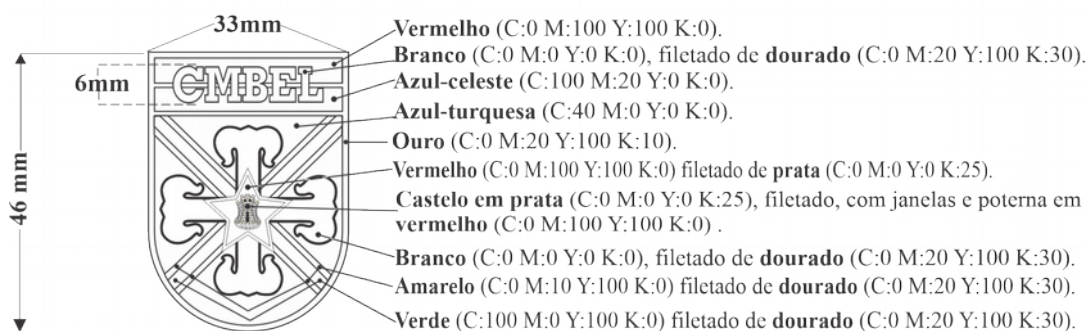 33mm
46 mm
6mm
CMBEL
Vermelho (C:0 M:100 Y:100 K:0).
Branco (C:0 M:0 Y:0 K:0), filetado de dourado (C:0 M:20 Y:100 K:30).
Azul-celeste (C:100 M:20 Y:0 K:0).
Azul-turquesa (C:40 M:0 Y:0 K:0).
Ouro (C:0 M:20 Y:100 K:10).
Vermelho (C:0 M:100 Y:100 K:0) filetado de prata (C:0 M:0 Y:0 K:25).
Castelo em prata (C:0 M:0 Y:0 K:25), filetado, com janelas e poterna em
vermelho (C:0 M:100 Y:100 K:0) .
Branco (C:0 M:0 Y:0 K:0), filetado de dourado (C:0 M:20 Y:100 K:30).
Amarelo (C:0 M:10 Y:100 K:0) filetado de dourado (C:0 M:20 Y:100 K:30).
Verde (C:100 M:0 Y:100 K:0) filetado de dourado (C:0 M:20 Y:100 K:30).